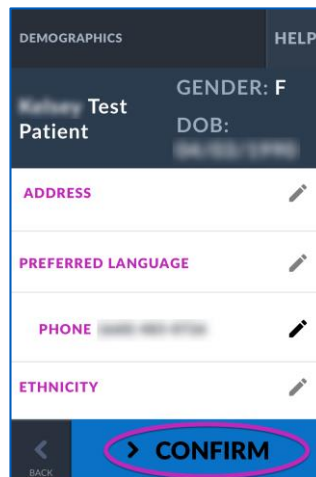 DEMOGRAPHICS HELP
Test
Patient
GENDER: F
DOB:
ADDRESS
PREFERRED LANGUAGE
PHONE
ETHNICITY
BACK
CONFIRM